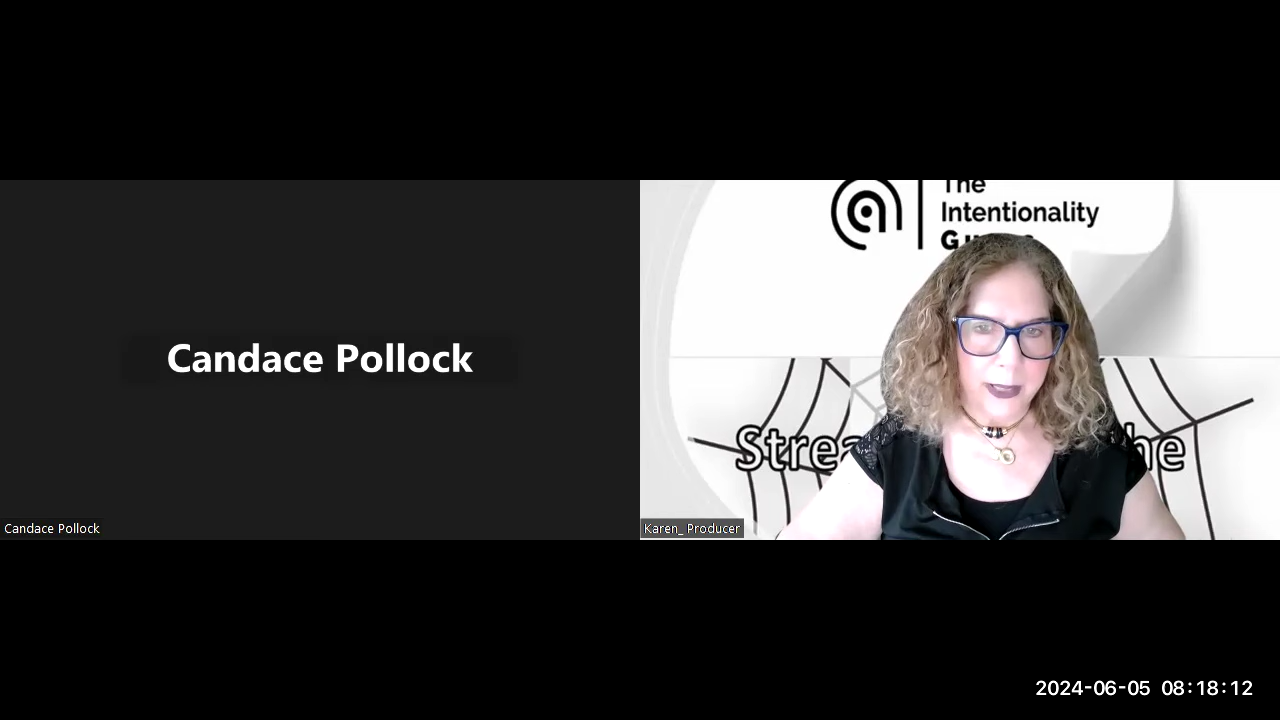 Candace Pollock
Candace Pollock
The
Intentionality
Karen_ Producer
2024-06-05 08:18:12